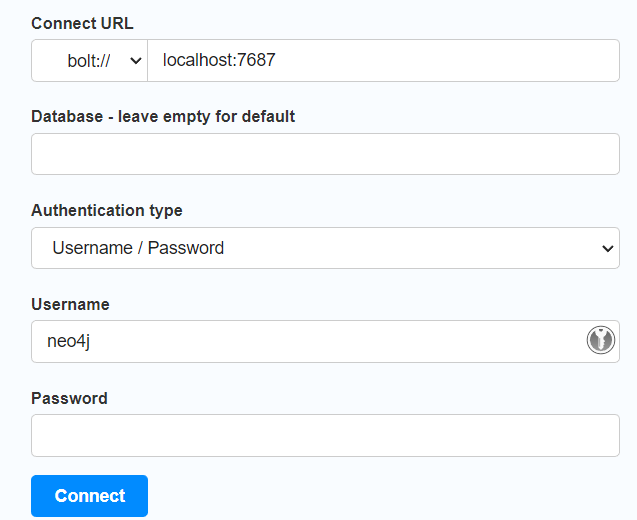 Connect URL
bolt:// localhost:7687
Database - leave empty for default
Authentication type
Username / Password
Username
neo4j
Password
Connect